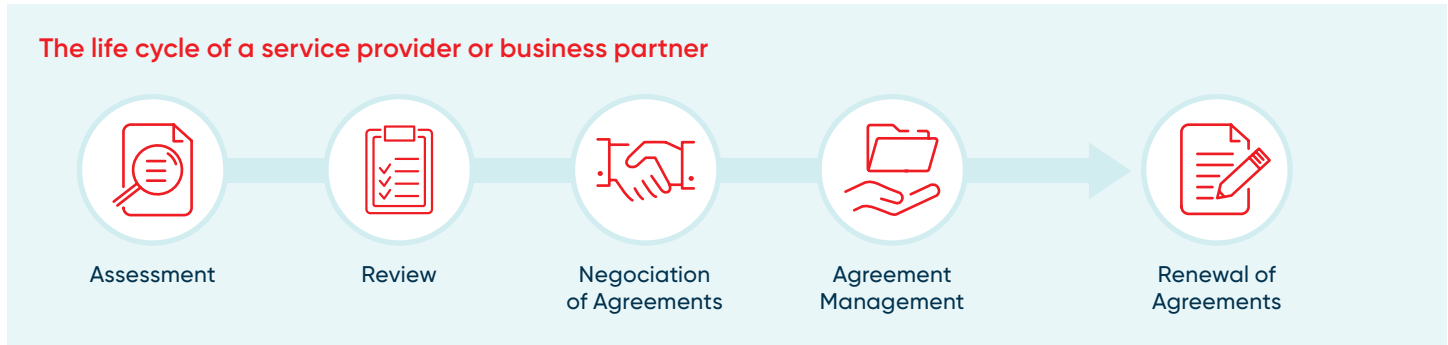 The life cycle of a service provider or business partner
Assessment
Review
Negociation
of Agreements
Agreement
Management
Renewal of
Agreements